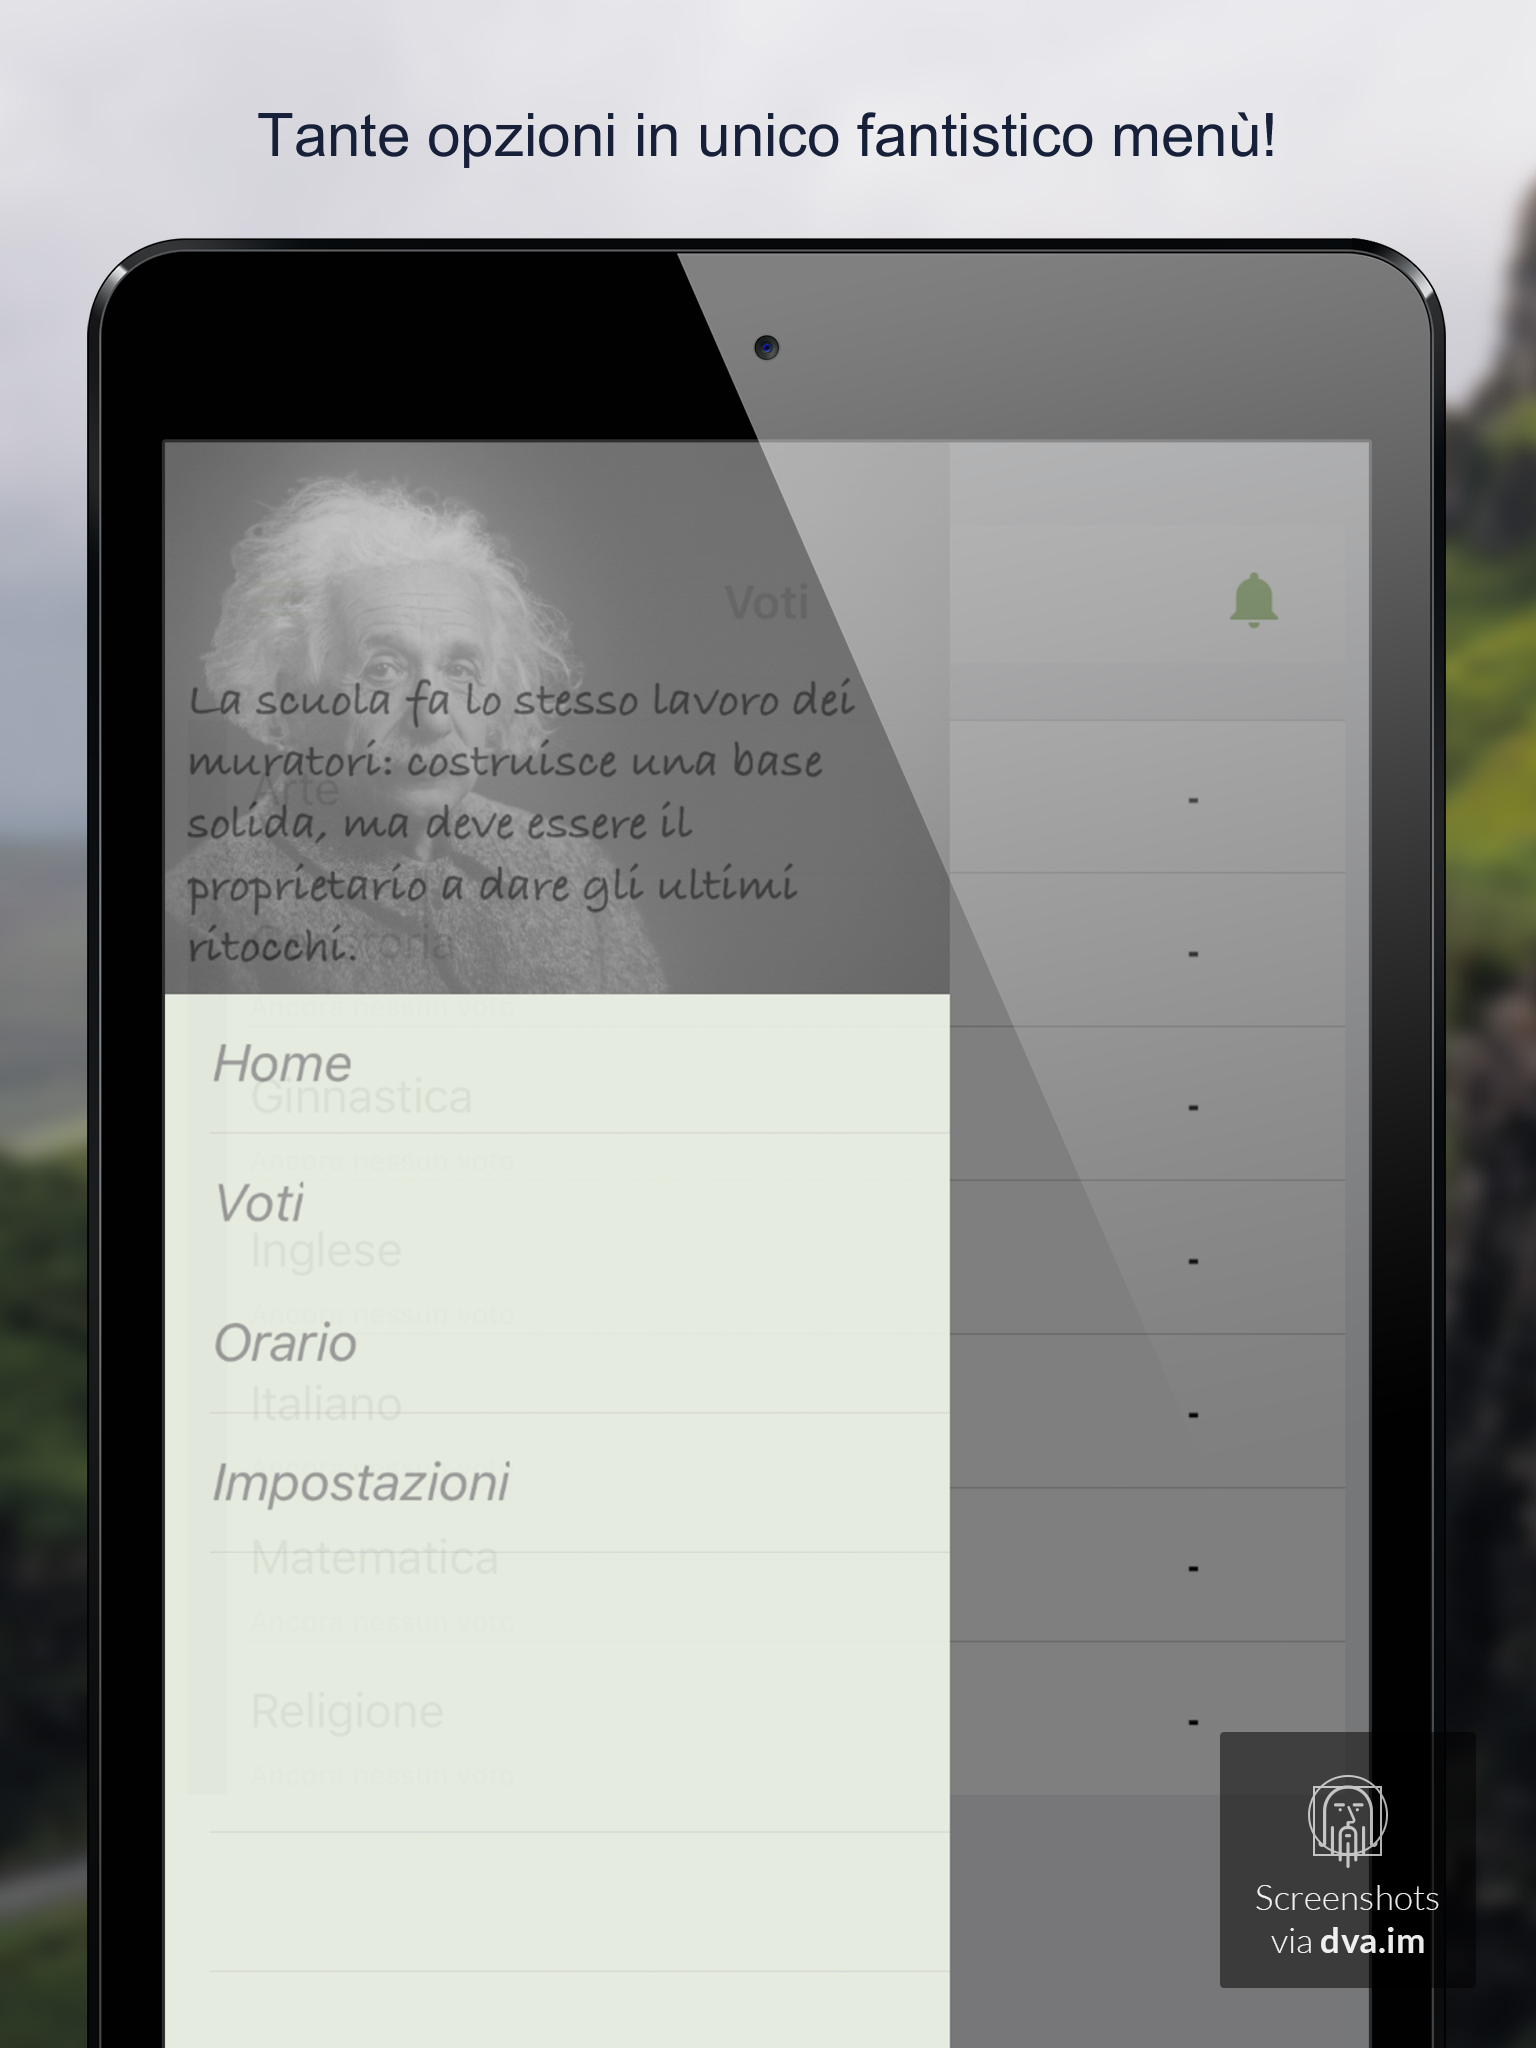 Tante opzioni in unico fantistico menù!
Voti
La scuola fa lo stesso lavoro dei
muratori: costruisce una base
Arte
solida, ma deve essere il
proprietario a dare gli ultimi
ritocchi.
Ancora nessun voto
Home
Ginnastica
Ancora nessun voto
Voti
Inglese
Ancora nessun voto
Orario
Italiano
Impostazioni
Matematica
Ancora nessun voto
Religione
Ancora nessun voto
-
-
-
-
-
-
-
Screenshots
via dva.im